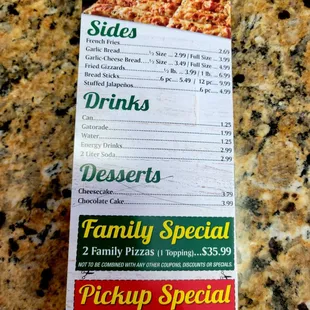 Sides
French Fries 2.69
Garlic Bread ½ Size ... 2.99 / Full Size ... 3.99
Garlic-Cheese Bread ½ Size ... 3.49 / Full Size ... 4.99
Fried Gizzards ½ lb. ... 3.99 / 1 lb. ... 6.99
Bread Sticks 6 pc... 5.49 / 12 pc... 9.99
Stuffed Jalapeños 6 pc... 4.99
Drinks
Can 1.25
Gatorade 1.99
Water 1.25
Energy Drinks 2.99
2 Liter Soda 2.99
Desserts
Cheesecake 3.79
Chocolate Cake 3.99
Family Special
2 Family Pizzas (1 Topping)...$35.99
NOT TO BE COMBINED WITH ANY OTHER COUPONS, DISCOUNTS OR SPECIALS
Pickup Special